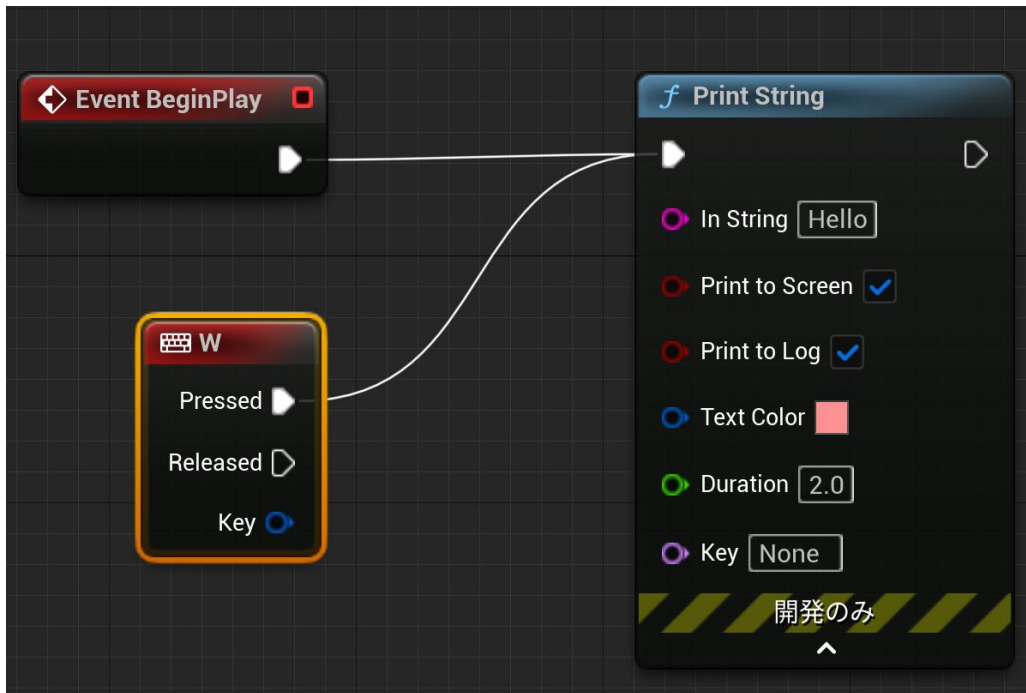 Event BeginPlay
W
Pressed
Released
Key
f Print String
In String Hello
Print to Screen
Print to Log
Text Color
Duration 2.0
Key None
開発のみ